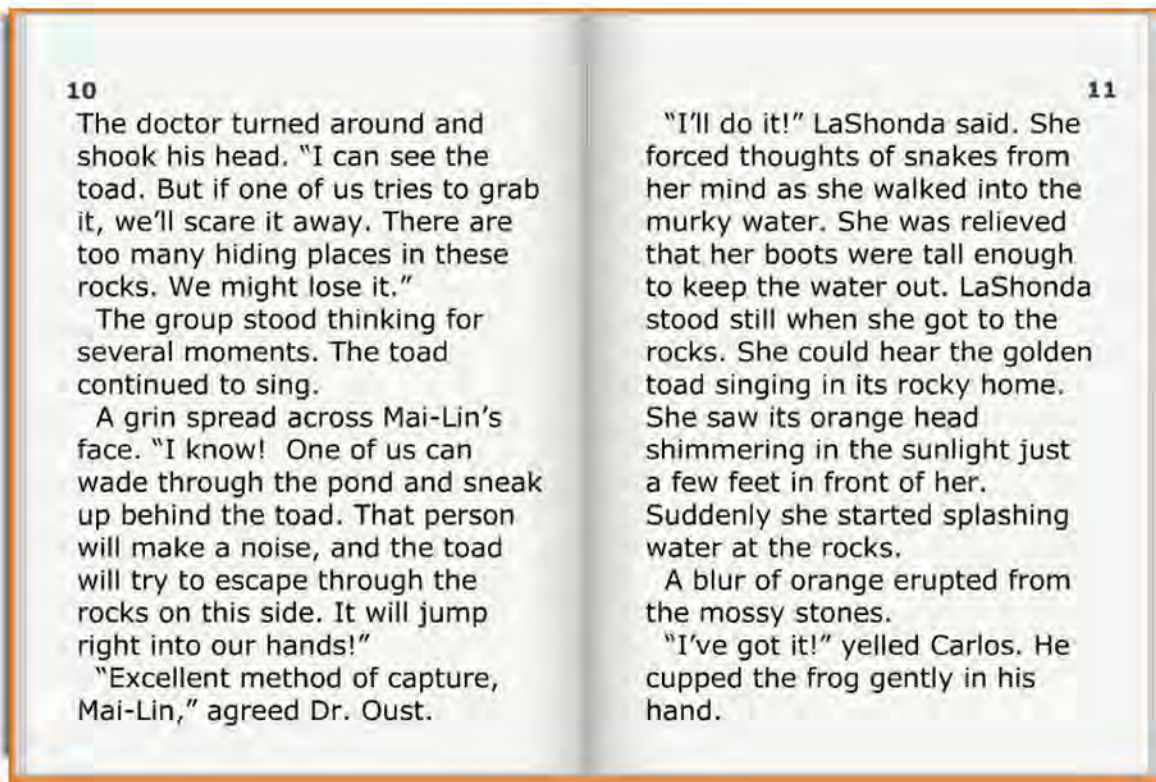 10
The doctor turned around and
shook his head. “I can see the
toad. But if one of us tries to grab
it, we’ll scare it away. There are
too many hiding places in these
rocks. We might lose it.”
The group stood thinking for
several moments. The toad
continued to sing.
A grin spread across Mai-Lin’s
face. “I know!  One of us can
wade through the pond and sneak
up behind the toad. That person
will make a noise, and the toad
will try to escape through the
rocks on this side. It will jump
right into our hands!”
“Excellent method of capture,
Mai-Lin,” agreed Dr. Oust.
11
“I’ll do it!” LaShonda said. She
forced thoughts of snakes from
her mind as she walked into the
murky water. She was relieved
that her boots were tall enough
to keep the water out. LaShonda
stood still when she got to the
rocks. She could hear the golden
toad singing in its rocky home.
She saw its orange head
shimmering in the sunlight just
a few feet in front of her.
Suddenly she started splashing
water at the rocks.
A blur of orange erupted from
the mossy stones.
“I’ve got it!” yelled Carlos. He
cupped the frog gently in his
hand.